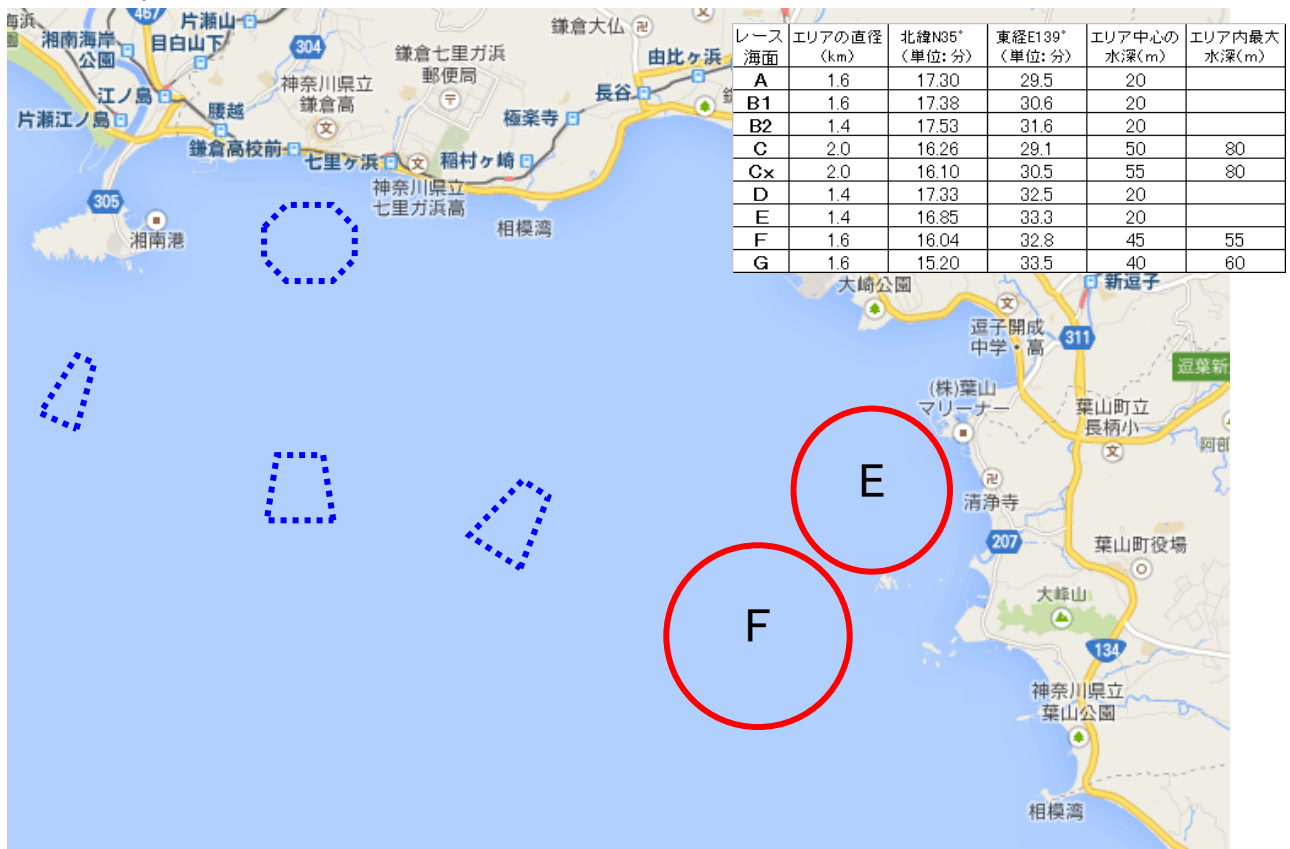 467
片瀬山
湘南海岸
公園
目白山下
304
鎌倉大仏
鎌倉七里ガ浜
郵便局
由比ヶ浜
神奈川県立
鎌倉高
長谷
江ノ島
腰越
極楽寺
片瀬江ノ島
鎌倉高校前
七里ヶ浜
稲村ヶ崎
神奈川県立
七里ガ浜高
305
湘南港
相模湾
レース海面 エリアの直径(km) 北緯N35°(単位:分) 東経E139°(単位:分) エリア中心の水深(m) エリア内最大水深(m)
A 1.6 17.30 29.5 20
B1 1.6 17.38 30.6 20
B2 1.4 17.53 31.6 20
C 2.0 16.26 29.1 50 80
Cx 2.0 16.10 30.5 55 80
D 1.4 17.33 32.5 20
E 1.4 16.85 33.3 20
F 1.6 16.04 32.8 45 55
G 1.6 15.20 33.5 40 60
大崎公園
新逗子
逗子開成
中学・高
311
逗葉新
(株)葉山
マリーナー
葉山町立
長柄小
阿部
E
清浄寺
207
葉山町役場
大峰山
F
134
神奈川県立
葉山公園
相模湾